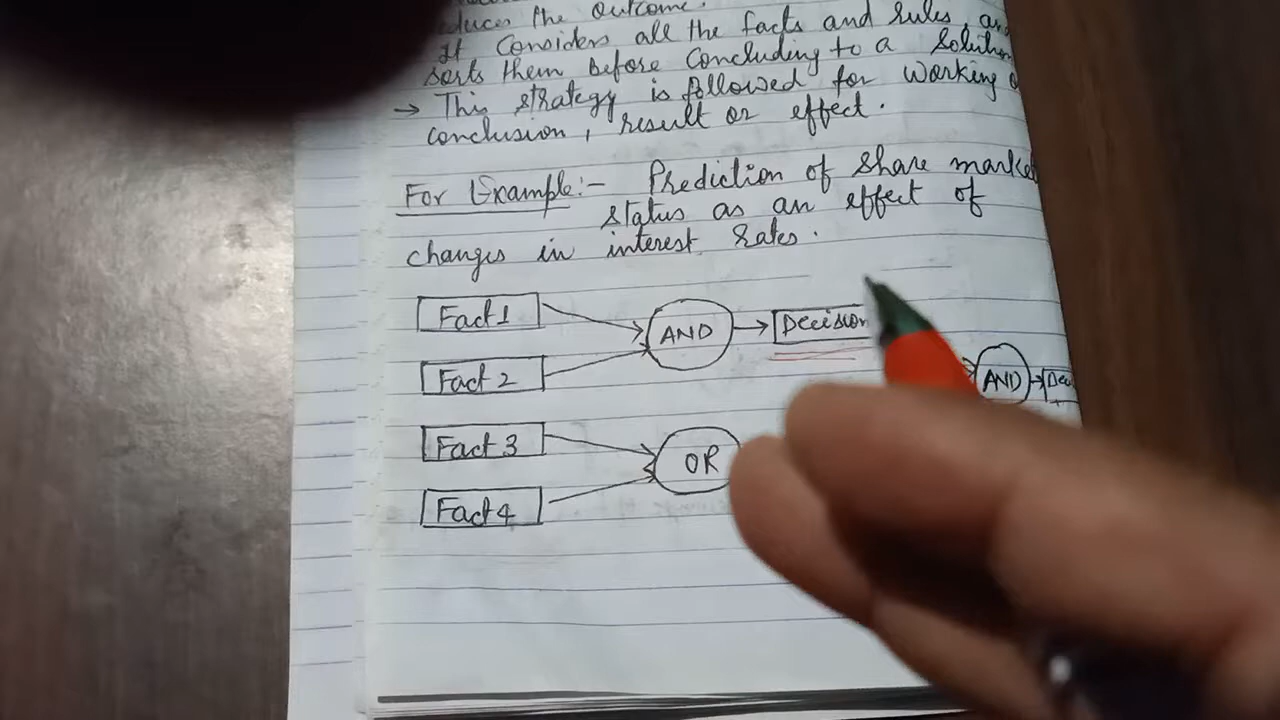 the outcome.
It Considers all the facts and rules, and
sorts them before concluding to a Solution
→ This strategy is followed for working
conclusion, result or effect.
For Example:- Prediction of share market
status as an effect of
changes in interest rates.
Fact 1
AND
Decision
Fact 2
AND
Fact 3
OR
Fact 4